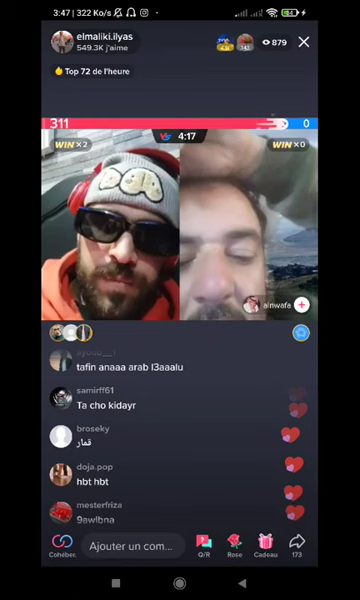 3:47 | 322 Ko/s
elmaliki.ilyas
549.3K j'aime
879
Top 72 de l'heure
311
0
WIN ×2
VS 4:17
WIN ×0
alnwafa
ayoub__l
tafin anaaa arab l3aaalu
samirff61
Ta cho kidayr
broseky
قمار
doja.pop
hbt hbt
mesterfriza
9awlbna
Cohéber.
Ajouter un com...
Q/R
Rose
Cadeau
173